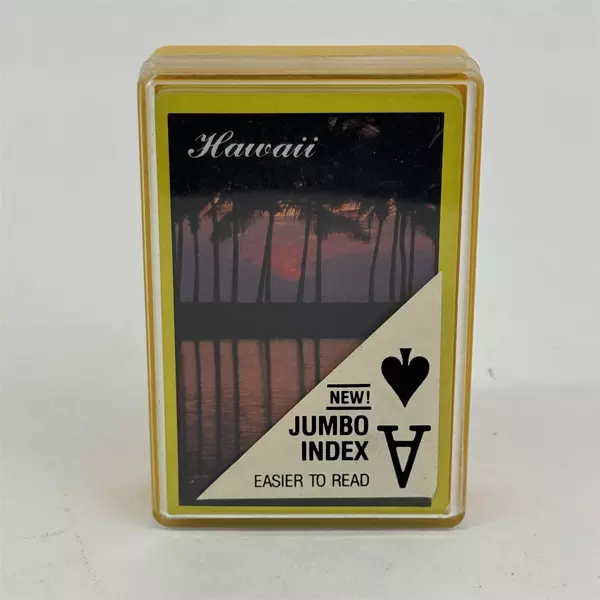 Hawaii
NEW!
JUMBO
INDEX
EASIER TO READ
A